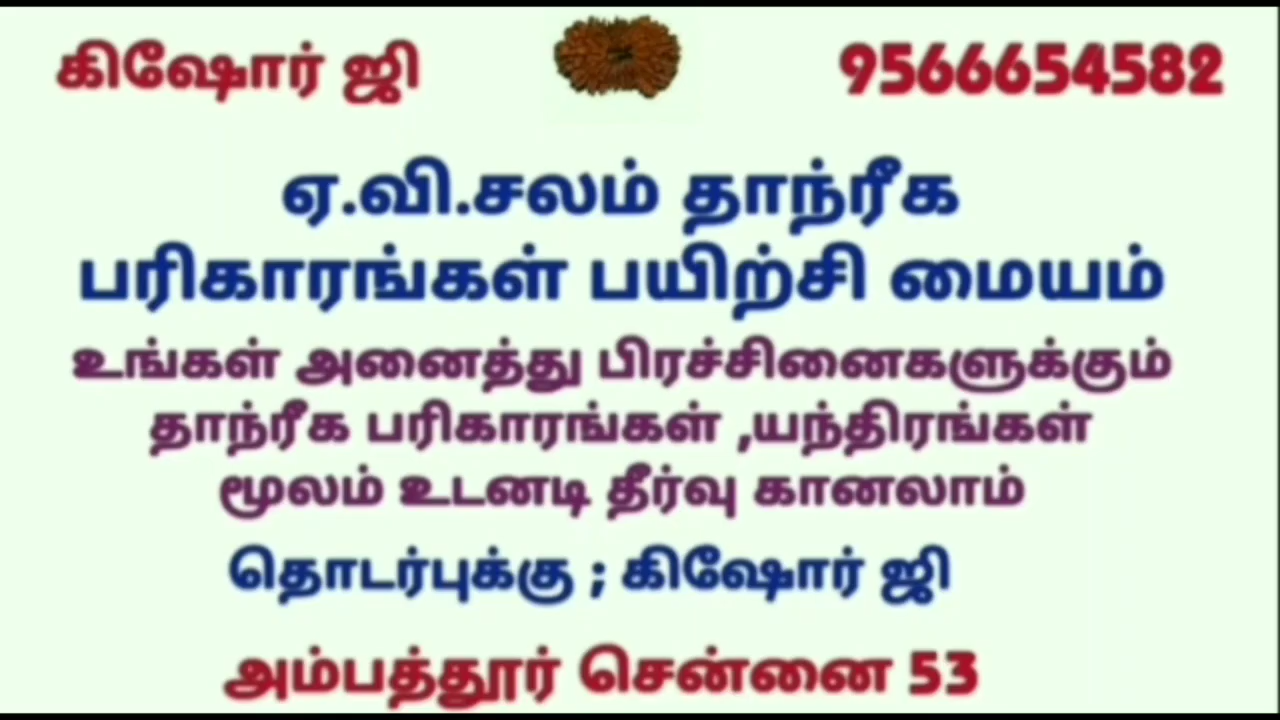 கிஷோர் ஜி 9566654582
ஏ.வி.சலம் தாந்ரீக
பரிகாரங்கள் பயிற்சி மையம்
உங்கள் அனைத்து பிரச்சினைகளுக்கும்
தாந்ரீக பரிகாரங்கள் ,யந்திரங்கள்
மூலம் உடனடி தீர்வு கானலாம்
தொடர்புக்கு ; கிஷோர் ஜி
அம்பத்தூர் சென்னை 53